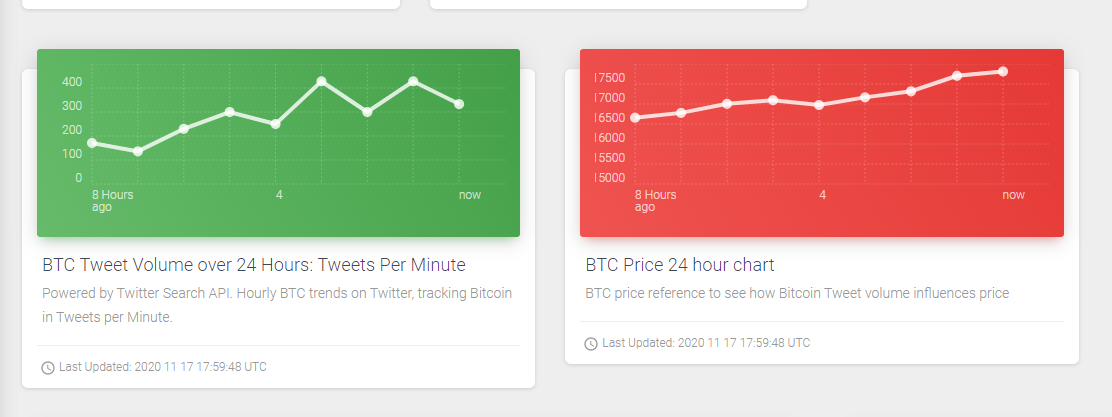 400
300
200
100
0
8 Hours
ago
4
now
BTC Tweet Volume over 24 Hours: Tweets Per Minute
Powered by Twitter Search API. Hourly BTC trends on Twitter, tracking Bitcoin
in Tweets per Minute.
Last Updated: 2020 11 17 17:59:48 UTC
17500
17000
16500
16000
15500
15000
8 Hours
ago
4
now
BTC Price 24 hour chart
BTC price reference to see how Bitcoin Tweet volume influences price
Last Updated: 2020 11 17 17:59:48 UTC